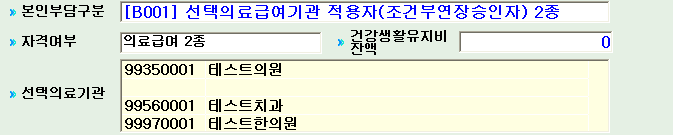 본인부담구분 [B001] 선택의료급여기관 적용자(조건부연장승인자) 2종
자격여부 의료급여 2종 건강생활유지비 잔액 0
선택의료기관
99350001 테스트의원
99560001 테스트치과
99970001 테스트한의원